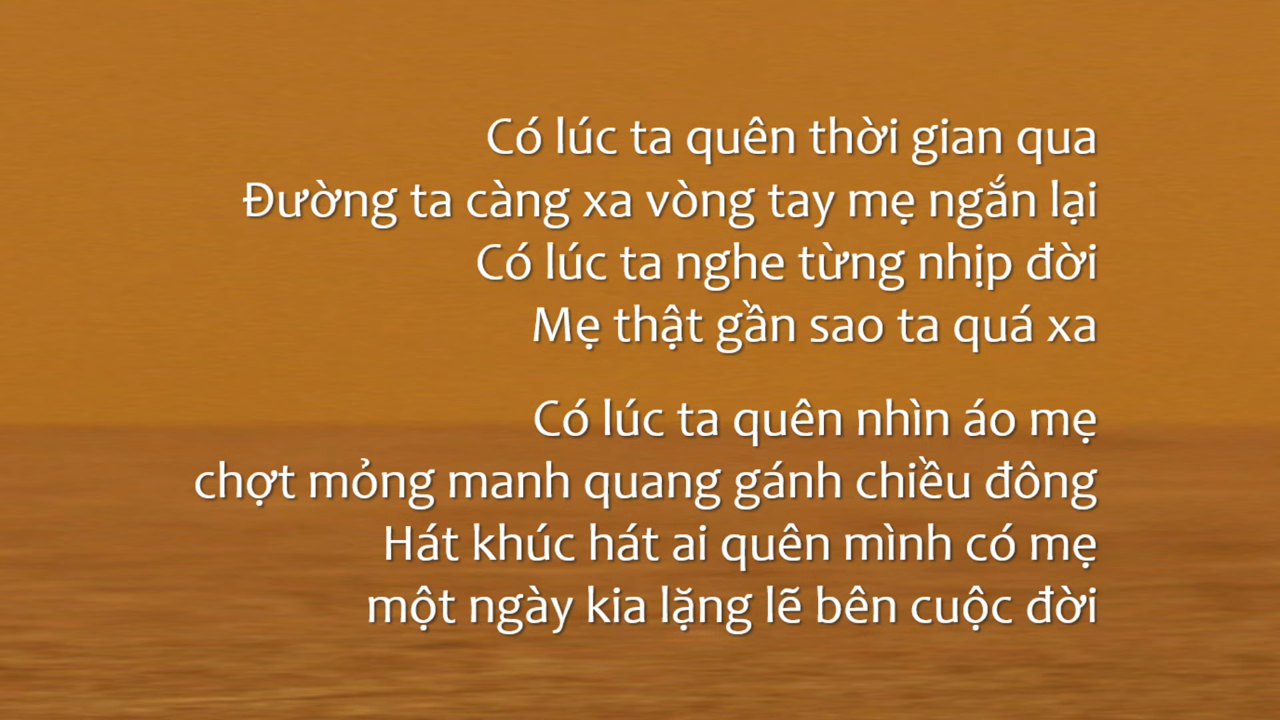 Có lúc ta quên thời gian qua
Đường ta càng xa vòng tay mẹ ngắn lại
Có lúc ta nghe từng nhịp đời
Mẹ thật gần sao ta quá xa
Có lúc ta quên nhìn áo mẹ
chợt mỏng manh quang gánh chiều đông
Hát khúc hát ai quên mình có mẹ
một ngày kia lặng lẽ bên cuộc đời